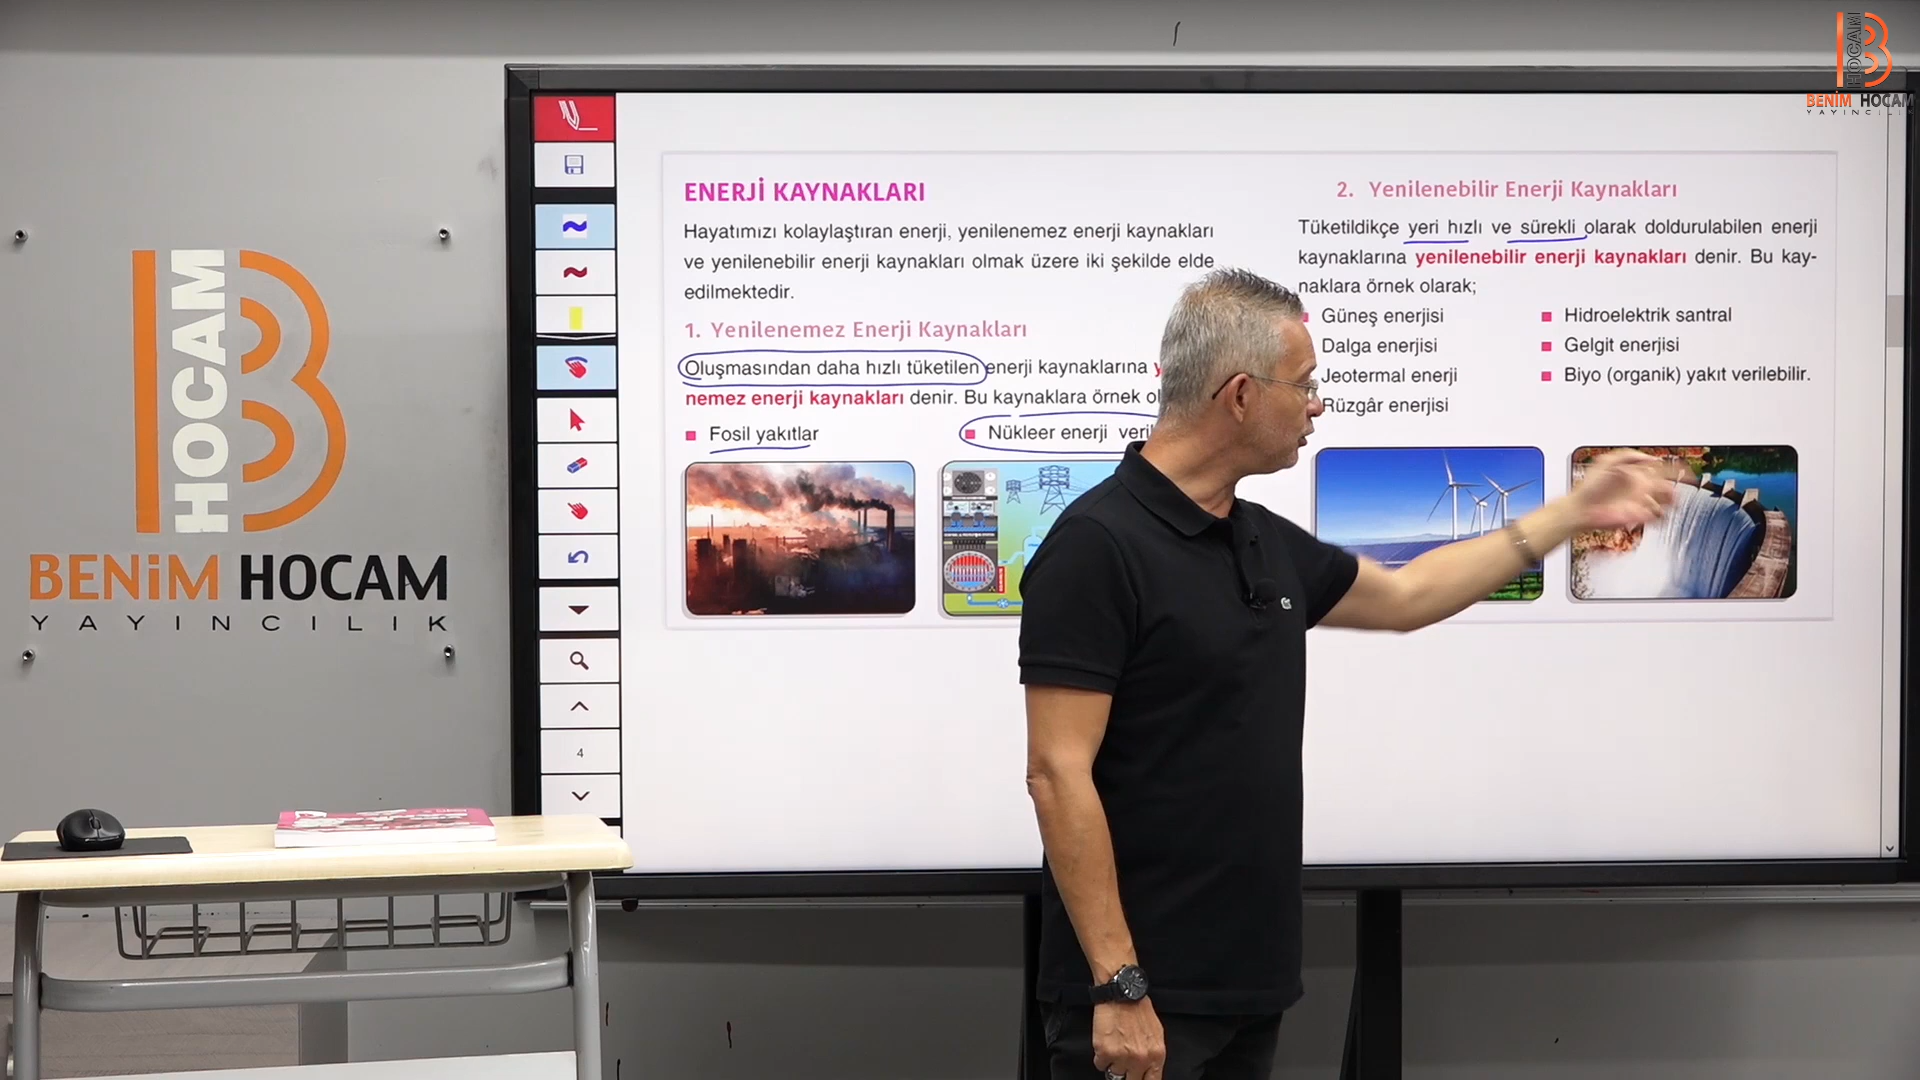 HOCAM
BENİM HOCAM
YAYINCILIK
HOCAM
BENİM HOCAM
YAYINCILIK
ENERJİ KAYNAKLARI
Hayatımızı kolaylaştıran enerji, yenilenemez enerji kaynakları
ve yenilenebilir enerji kaynakları olmak üzere iki şekilde elde
edilmektedir.
1. Yenilenemez Enerji Kaynakları
Oluşmasından daha hızlı tüketilen enerji kaynaklarına
nemez enerji kaynakları denir. Bu kaynaklara örnek
Fosil yakıtlar
Nükleer enerji
2. Yenilenebilir Enerji Kaynakları
Tüketildikçe yeri hızlı ve sürekli olarak doldurulabilen enerji
kaynaklarına yenilenebilir enerji kaynakları denir. Bu kay-
naklara örnek olarak;
Güneş enerjisi
Dalga enerjisi
Jeotermal enerji
Rüzgâr enerjisi
Hidroelektrik santral
Gelgit enerjisi
Biyo (organik) yakıt verilebilir.
4